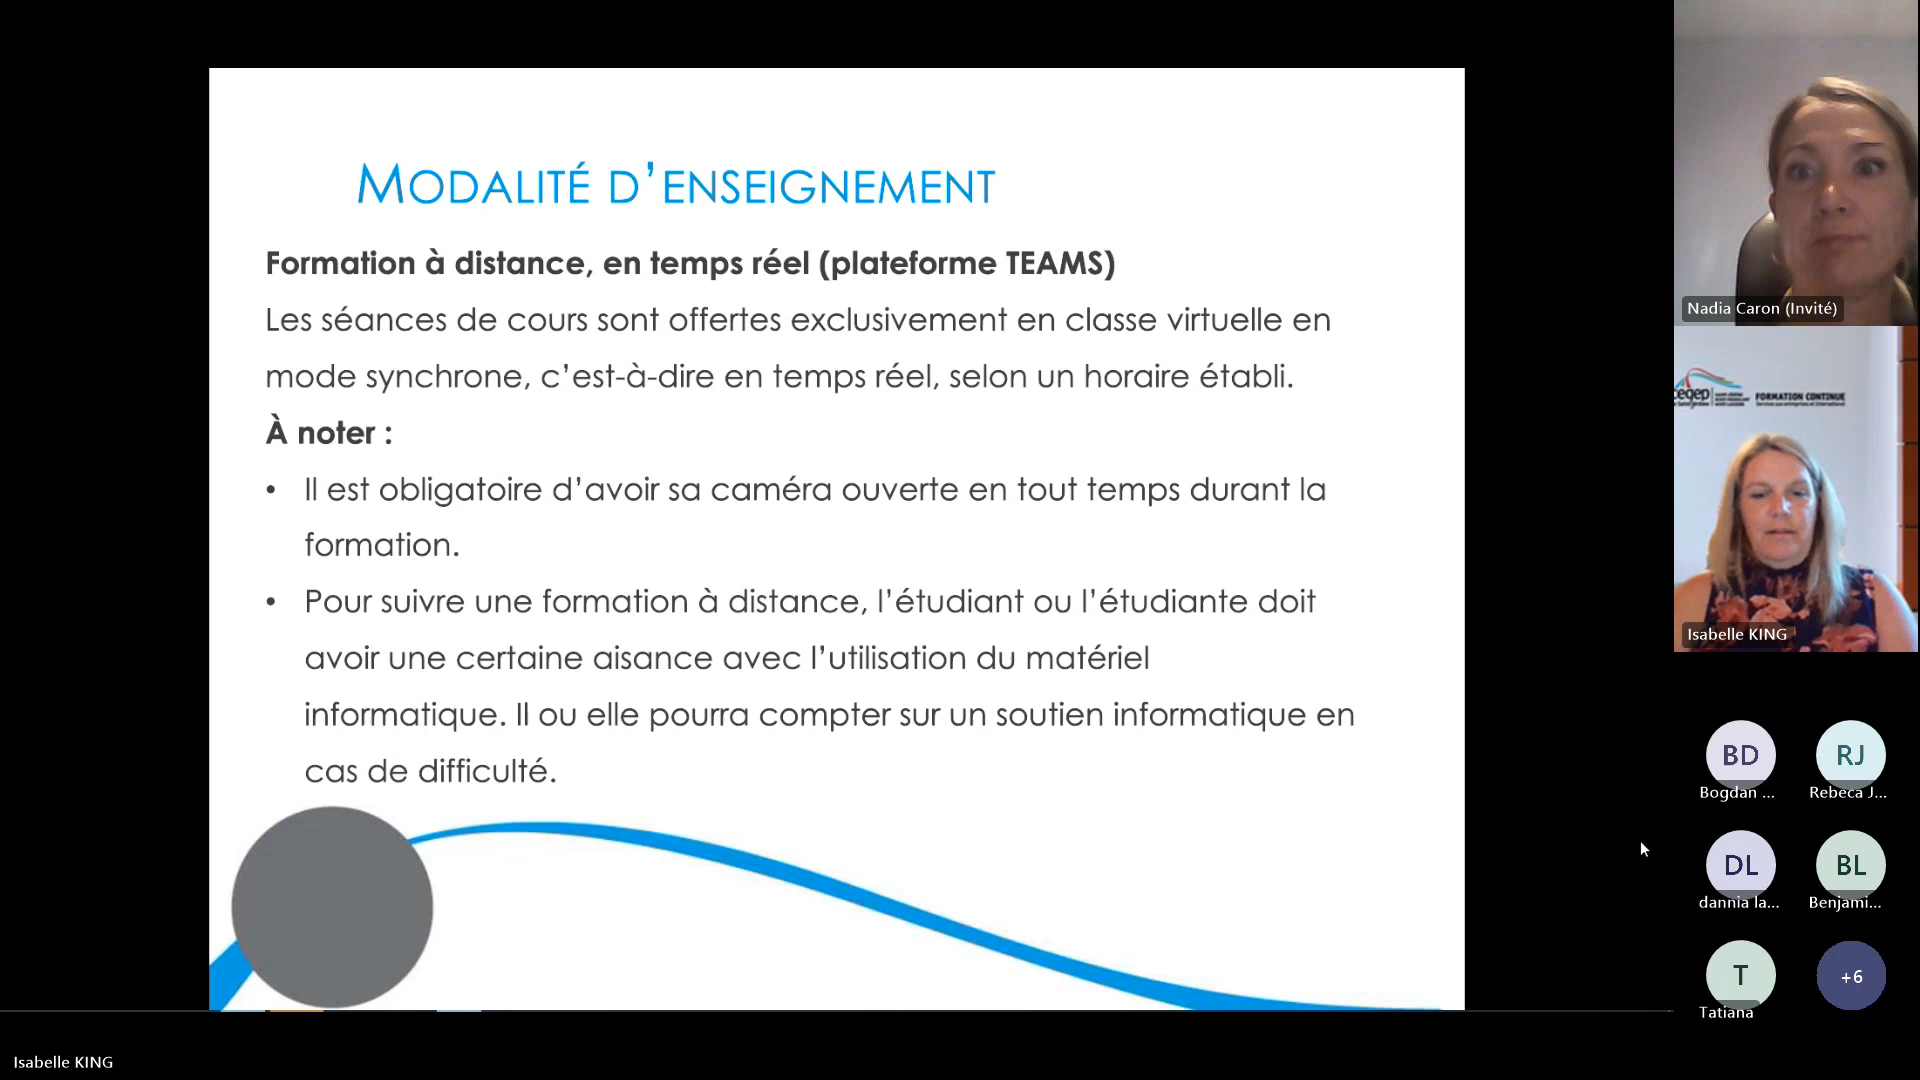 MODALITÉ D’ENSEIGNEMENT
Formation à distance, en temps réel (plateforme TEAMS)
Les séances de cours sont offertes exclusivement en classe virtuelle en
mode synchrone, c’est-à-dire en temps réel, selon un horaire établi.
À noter :
• Il est obligatoire d’avoir sa caméra ouverte en tout temps durant la
formation.
• Pour suivre une formation à distance, l’étudiant ou l’étudiante doit
avoir une certaine aisance avec l’utilisation du matériel
informatique. Il ou elle pourra compter sur un soutien informatique en
cas de difficulté.
Nadia Caron (Invité)
cegep
FORMATION CONTINUE
Isabelle KING
BD
RJ
Bogdan ...
Rebeca J...
DL
BL
dannia la...
Benjami...
T
+6
Tatiana
Isabelle KING